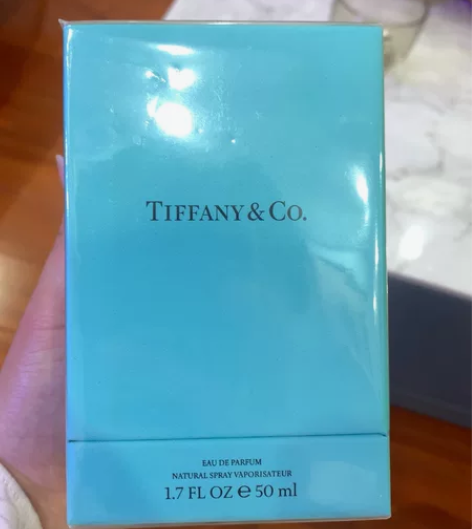 TIFFANY & CO.
EAU DE PARFUM
NATURAL SPRAY VAPORISATEUR
1.7 FL OZ ℮ 50 ml